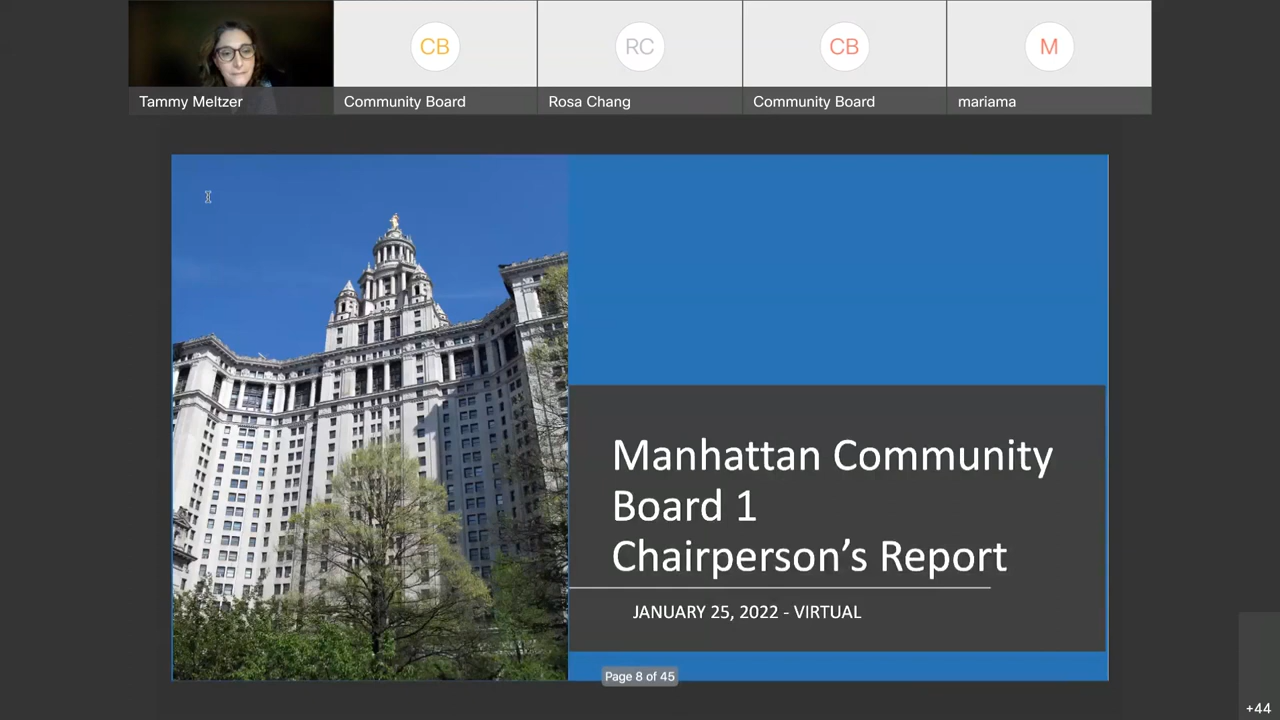 CB
RC
CB
M
Tammy Meltzer
Community Board
Rosa Chang
Community Board
mariama
Manhattan Community
Board 1
Chairperson’s Report
JANUARY 25, 2022 - VIRTUAL
Page 8 of 45
+44